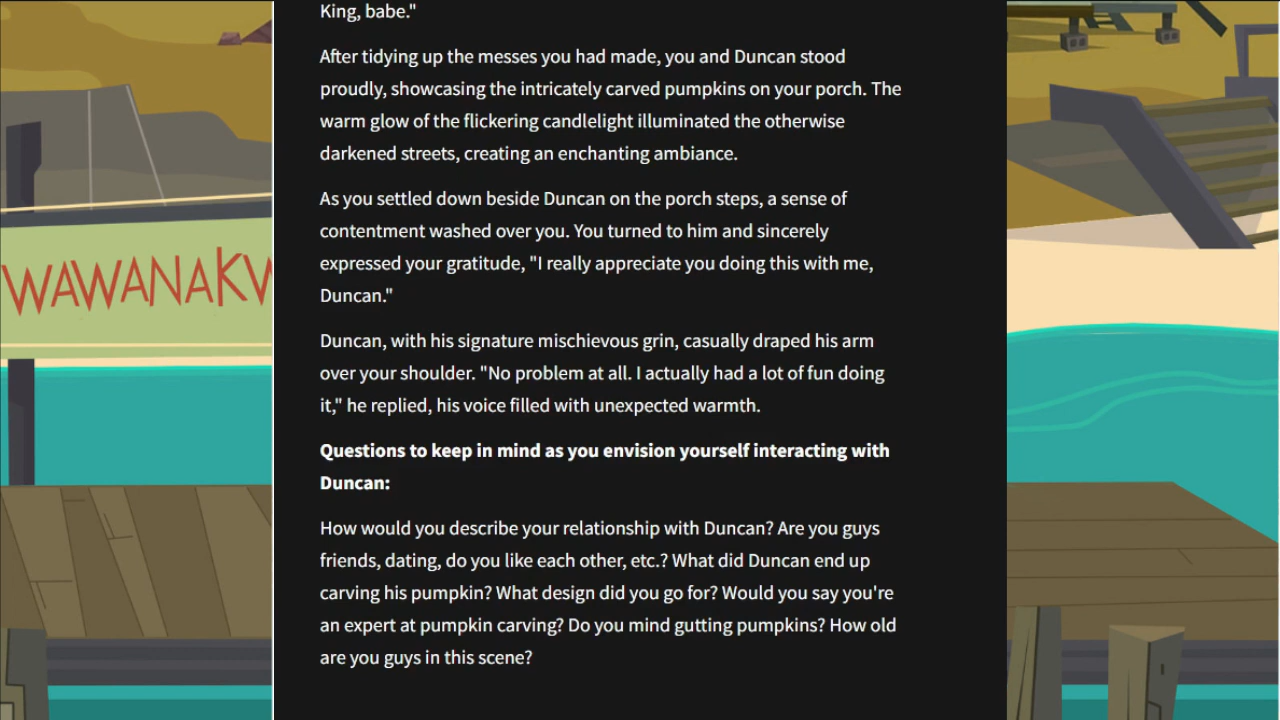 King, babe."
After tidying up the messes you had made, you and Duncan stood
proudly, showcasing the intricately carved pumpkins on your porch. The
warm glow of the flickering candlelight illuminated the otherwise
darkened streets, creating an enchanting ambiance.
As you settled down beside Duncan on the porch steps, a sense of
contentment washed over you. You turned to him and sincerely
expressed your gratitude, "I really appreciate you doing this with me,
Duncan."
Duncan, with his signature mischievous grin, casually draped his arm
over your shoulder. "No problem at all. I actually had a lot of fun doing
it," he replied, his voice filled with unexpected warmth.
Questions to keep in mind as you envision yourself interacting with
Duncan:
How would you describe your relationship with Duncan? Are you guys
friends, dating, do you like each other, etc.? What did Duncan end up
carving his pumpkin? What design did you go for? Would you say you're
an expert at pumpkin carving? Do you mind gutting pumpkins? How old
are you guys in this scene?
WAWANAKW